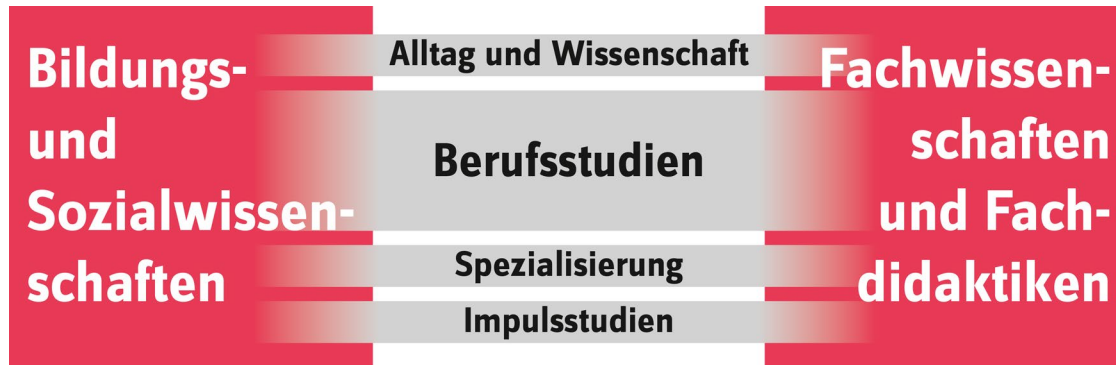 Bildungs-
und
Sozialwissen-
schaften
Alltag und Wissenschaft
Berufsstudien
Spezialisierung
Impulsstudien
Fachwissen-
schaften
und Fach-
didaktiken